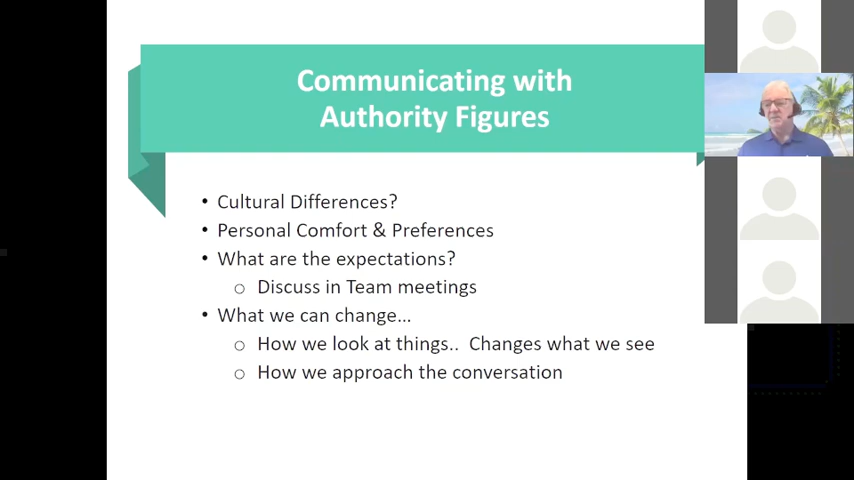 Communicating with
Authority Figures
• Cultural Differences?
• Personal Comfort & Preferences
• What are the expectations?
○ Discuss in Team meetings
• What we can change...
○ How we look at things.. Changes what we see
○ How we approach the conversation